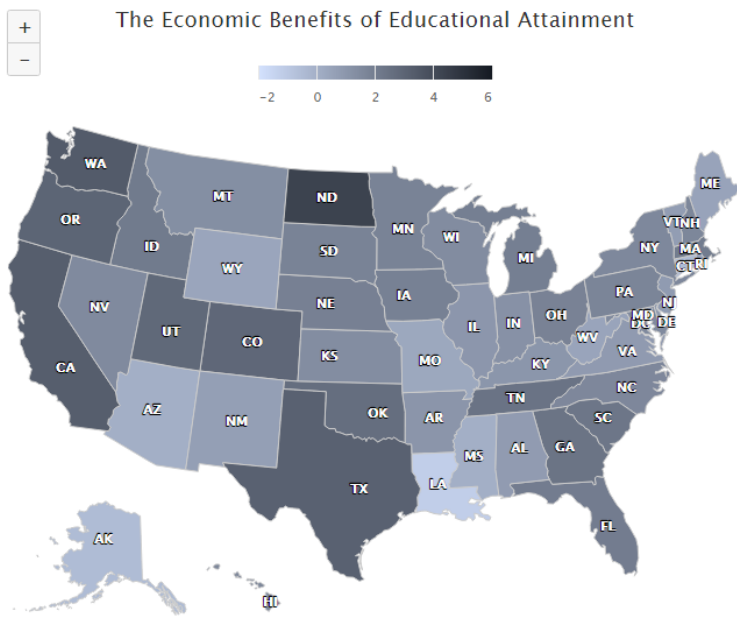 The Economic Benefits of Educational Attainment
+
−
−2 0 2 4 6
WA
ME
MT
ND
VT NH
OR
MN
ID
WI
NY
MA
SD
MI
CT RI
WY
IA
PA
NJ
NV
NE
OH
MD
DC DE
UT
IL
IN
CO
WV
VA
KS
MO
KY
CA
NC
TN
AZ
OK
NM
AR
SC
GA
MS
AL
LA
TX
FL
AK
HI